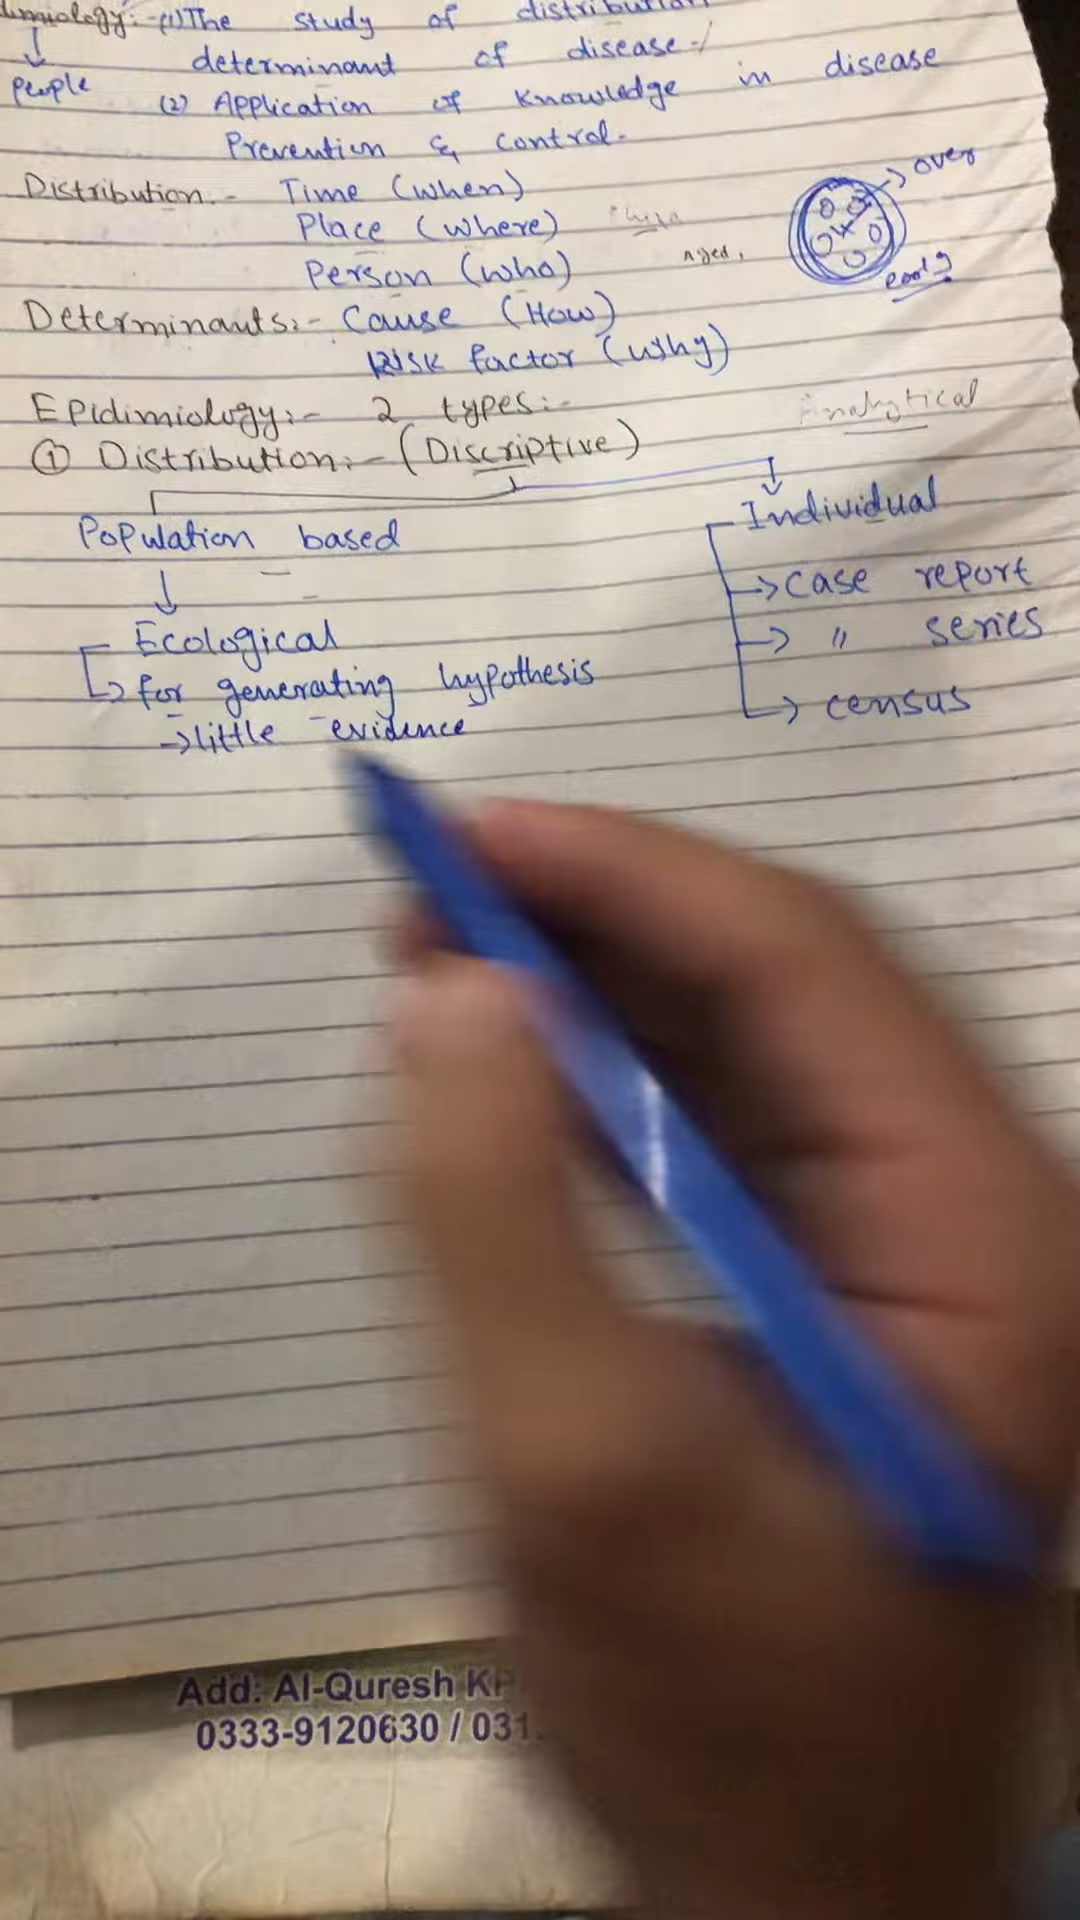 demiology:- (1) The study of distribution
determinant of disease-/
people
(2) Application of Knowledge in disease
Prevention & control-
Distribution:- Time (when)
Place (where)
Person (who)
aged,
over
Determinants:- Cause (How)
Risk factor (why)
Epidimiology:- 2 types:-
Analytical
① Distribution:- (Discriptive)
Population based
Individual
→ case report
→ " series
→ census
Ecological
↳ for generating hypothesis
→ little evidence
Add: Al-Quresh
0333-9120630 / 031